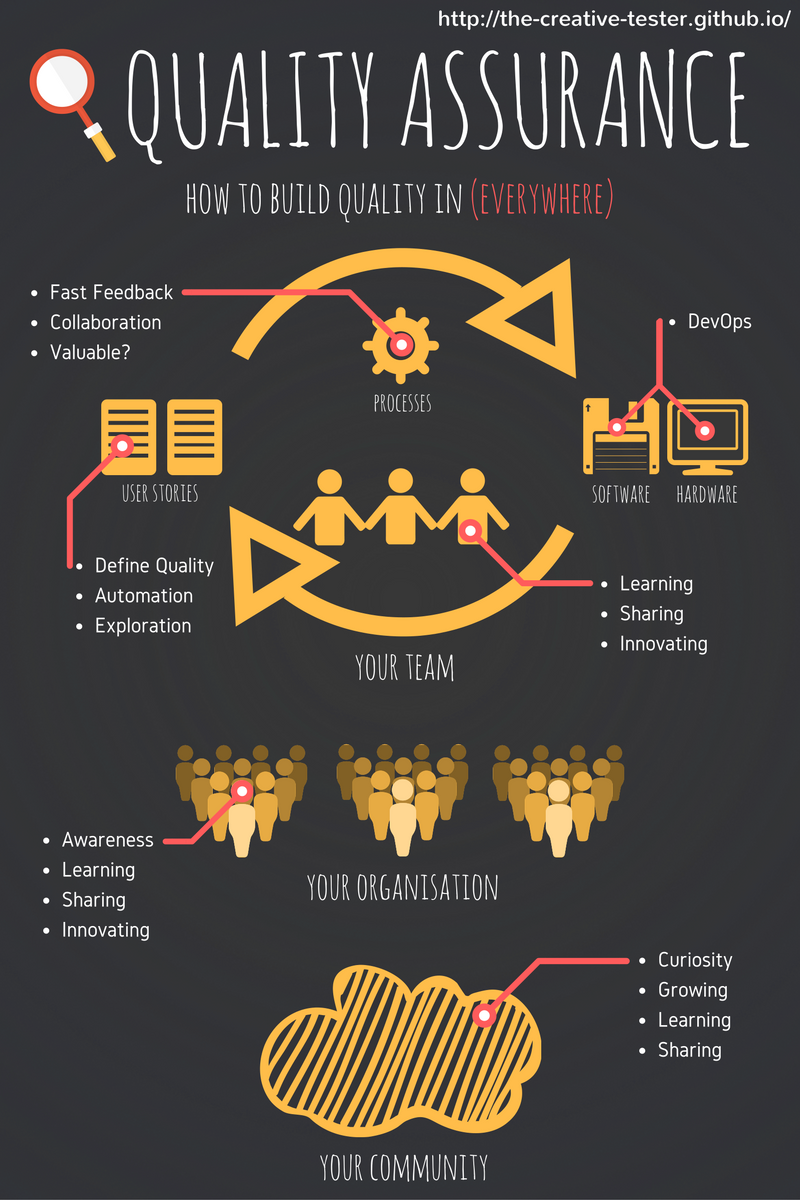 http://the-creative-tester.github.io/
QUALITY ASSURANCE
HOW TO BUILD QUALITY IN (EVERYWHERE)
• Fast Feedback
• Collaboration
• Valuable?
PROCESSES
• DevOps
USER STORIES
SOFTWARE
HARDWARE
• Define Quality
• Automation
• Exploration
• Learning
• Sharing
• Innovating
YOUR TEAM
• Awareness
• Learning
• Sharing
• Innovating
YOUR ORGANISATION
• Curiosity
• Growing
• Learning
• Sharing
YOUR COMMUNITY